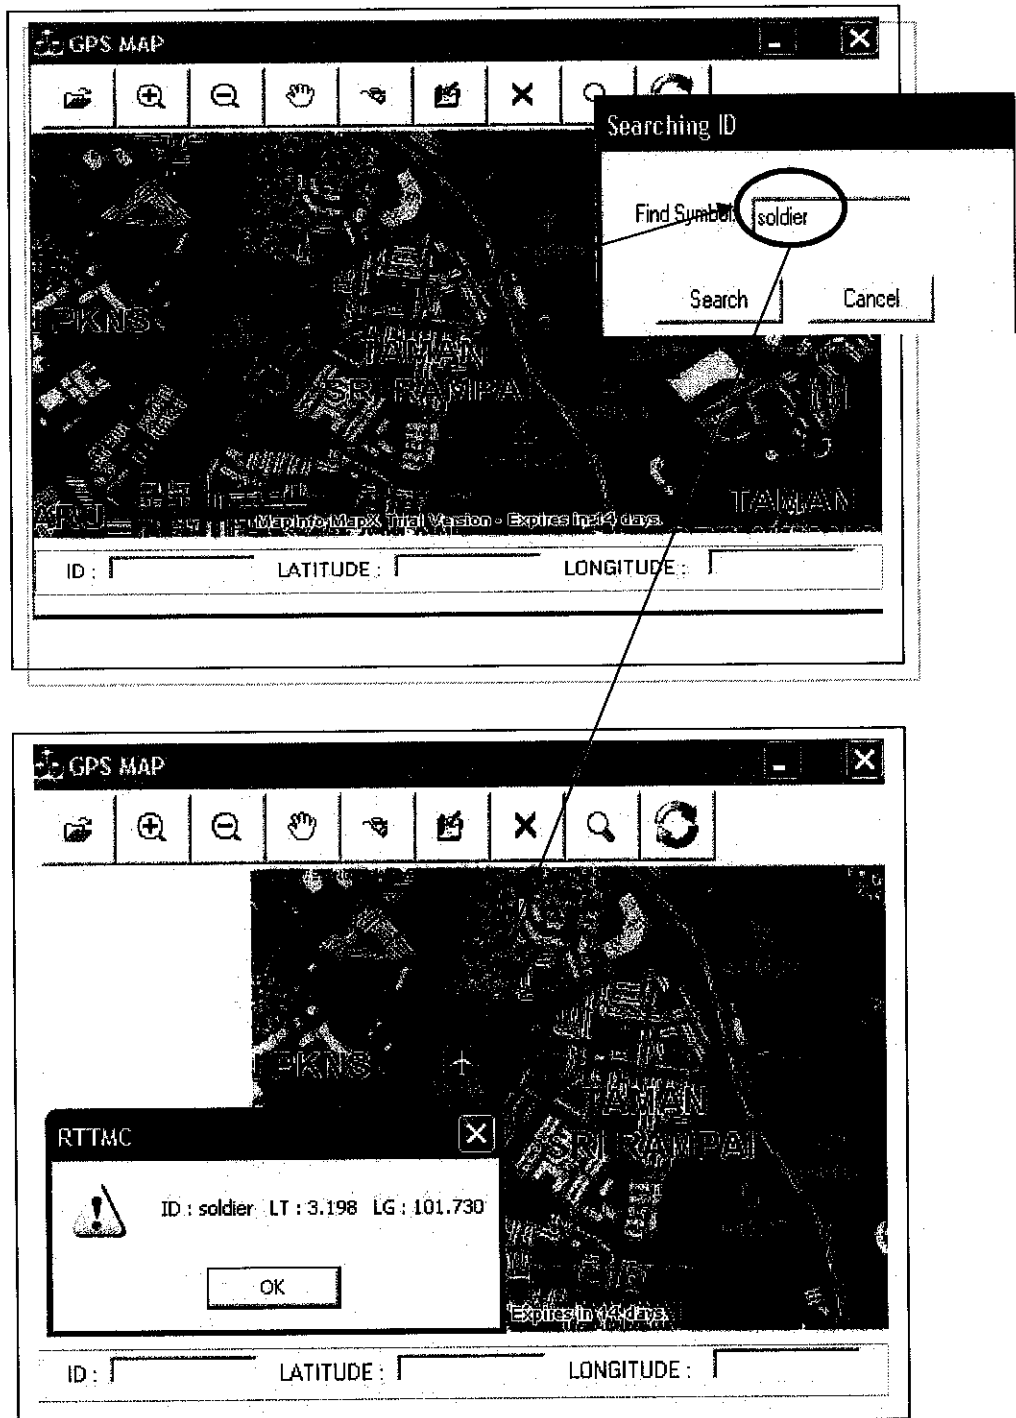 GPS MAP
Searching ID
Find Symbol:
soldier
Search Cancel
PKNS
TAMAN
SRI RAMPAI
TAMAN
MapInfo MapX Trial Version - Expires in 14 days.
ID : LATITUDE : LONGITUDE :
GPS MAP
PKNS
TAMAN
SRI RAMPAI
RTTMC
ID : soldier LT : 3.198 LG : 101.730
OK
Expires in 14 days.
ID : LATITUDE : LONGITUDE :